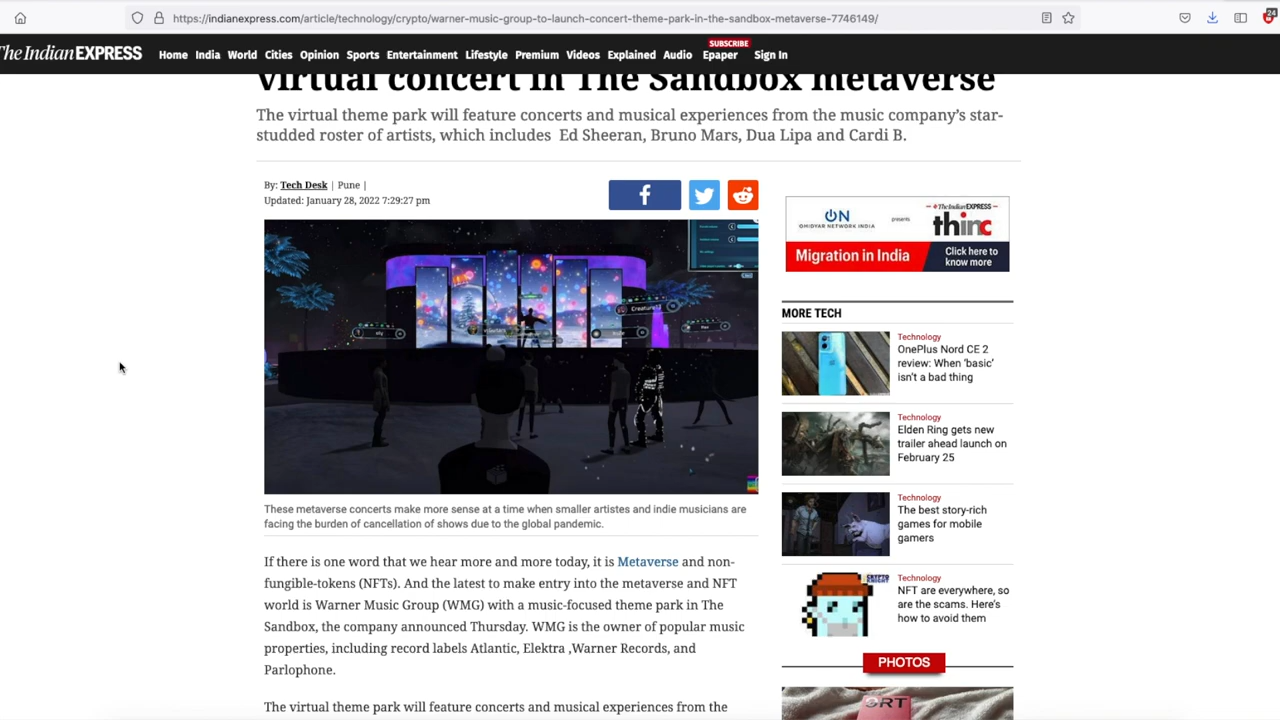 https://indianexpress.com/article/technology/crypto/warner-music-group-to-launch-concert-theme-park-in-the-sandbox-metaverse-7746149/
24
The Indian EXPRESS
Home India World Cities Opinion Sports Entertainment Lifestyle Premium Videos Explained Audio Epaper Sign In
SUBSCRIBE
virtual concert in The Sandbox metaverse
The virtual theme park will feature concerts and musical experiences from the music company's star-
studded roster of artists, which includes Ed Sheeran, Bruno Mars, Dua Lipa and Cardi B.
By: Tech Desk | Pune |
Updated: January 28, 2022 7:29:27 pm
These metaverse concerts make more sense at a time when smaller artistes and indie musicians are
facing the burden of cancellation of shows due to the global pandemic.
If there is one word that we hear more and more today, it is Metaverse and non-
fungible-tokens (NFTs). And the latest to make entry into the metaverse and NFT
world is Warner Music Group (WMG) with a music-focused theme park in The
Sandbox, the company announced Thursday. WMG is the owner of popular music
properties, including record labels Atlantic, Elektra ,Warner Records, and
Parlophone.
The virtual theme park will feature concerts and musical experiences from the
ON
OMIDYAR NETWORK INDIA
presents
The Indian EXPRESS
thinc
Migration in India
Click here to
know more
MORE TECH
Technology
OnePlus Nord CE 2
review: When 'basic'
isn't a bad thing
Technology
Elden Ring gets new
trailer ahead launch on
February 25
Technology
The best story-rich
games for mobile
gamers
CRYPTO
KNIGHT
Technology
NFT are everywhere, so
are the scams. Here's
how to avoid them
PHOTOS